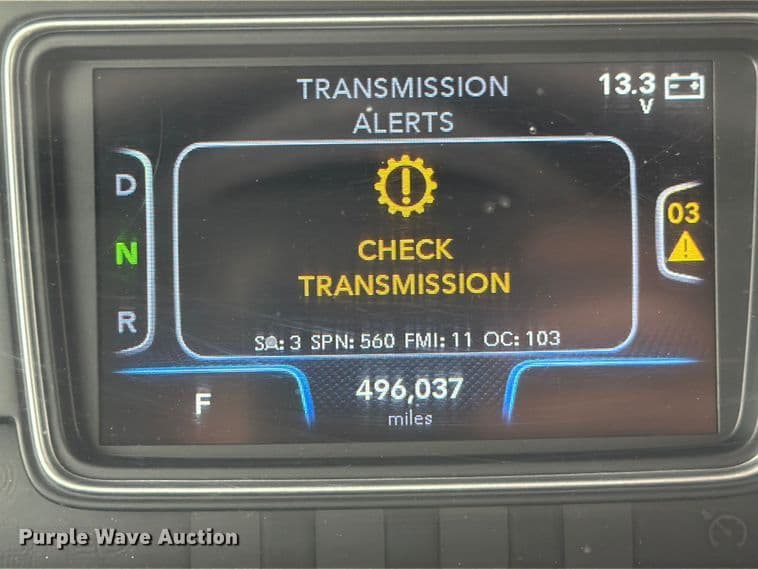 TRANSMISSION
ALERTS
13.3
V
D
N
R
03
CHECK
TRANSMISSION
SA: 3 SPN: 560 FMI: 11 OC: 103
F
496,037
miles
Purple Wave Auction